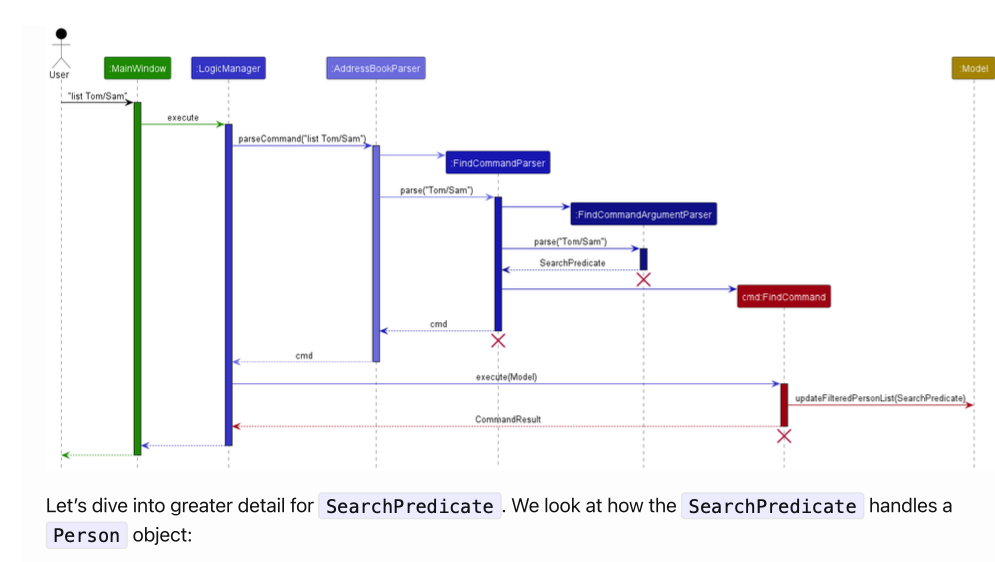 User
:MainWindow
:LogicManager
:AddressBookParser
:Model
"list Tom/Sam"
execute
parseCommand("list Tom/Sam")
:FindCommandParser
parse("Tom/Sam")
:FindCommandArgumentParser
parse("Tom/Sam")
SearchPredicate
cmd:FindCommand
cmd
cmd
execute(Model)
updateFilteredPersonList(SearchPredicate)
CommandResult
Let’s dive into greater detail for SearchPredicate. We look at how the SearchPredicate handles a
Person object: